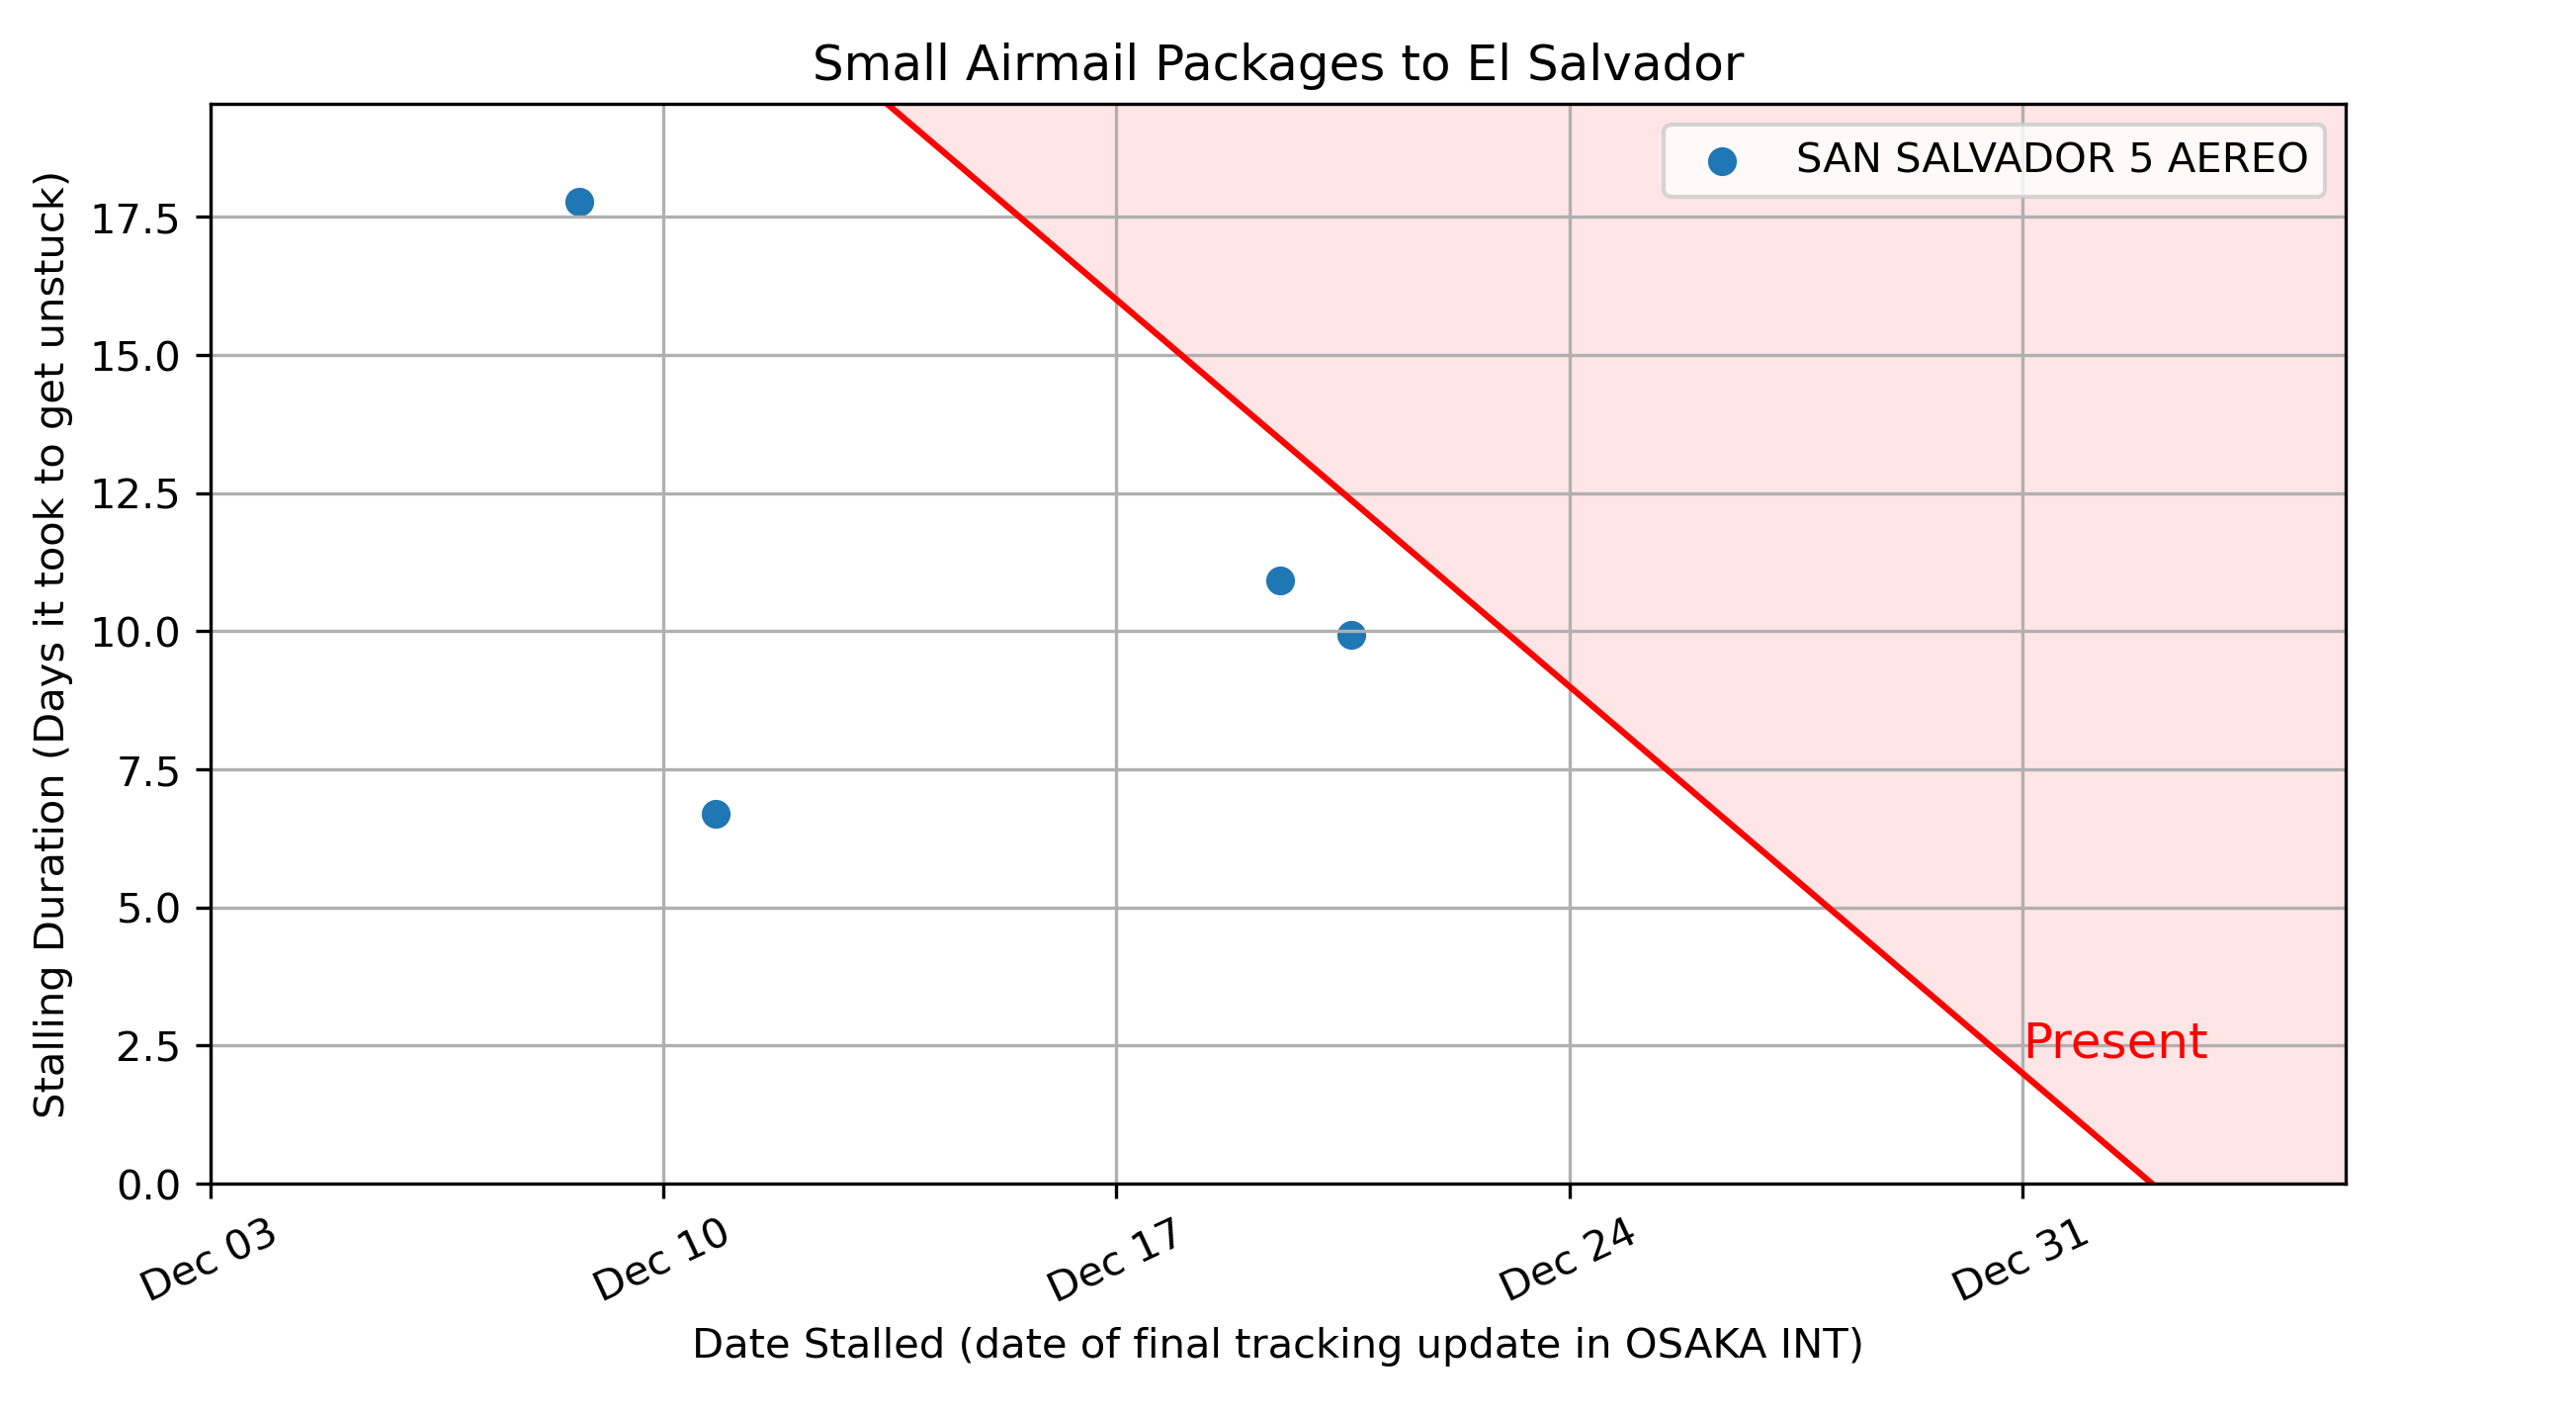 Small Airmail Packages to El Salvador
SAN SALVADOR 5 AEREO
Stalling Duration (Days it took to get unstuck)
17.5
15.0
12.5
10.0
7.5
5.0
2.5
0.0
Present
Dec 03
Dec 10
Dec 17
Dec 24
Dec 31
Date Stalled (date of final tracking update in OSAKA INT)